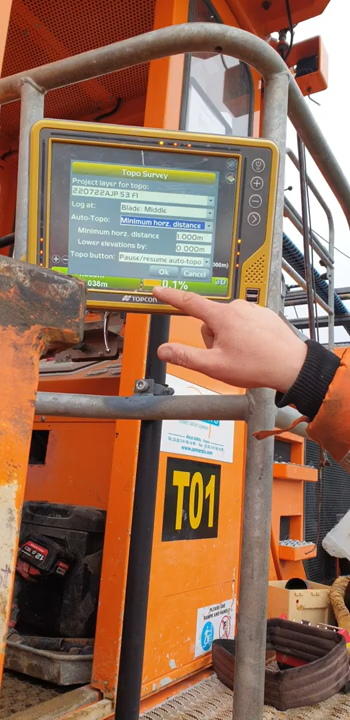 Topo Survey
Project layer for topo:
220722AJP 53 F1
Log at: Blade: Middle
Auto-Topo: Minimum horz. distance
Minimum horz. distance 1.000m
Lower elevations by: 0.000m
Topo button: Pause/resume auto-topo
Ok Cancel
038m 0.1%
TOPCON
T01